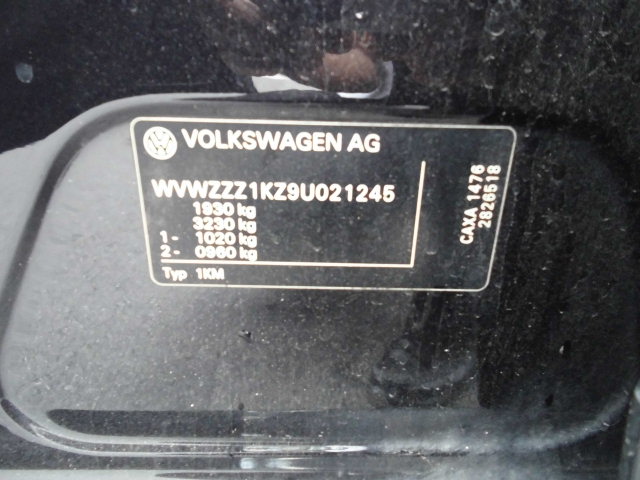 VOLKSWAGEN AG
WVWZZZ1KZ9U021245
1930 kg
3230 kg
1- 1020 kg
2- 0960 kg
Typ 1KM
CAXA 1476
2826518